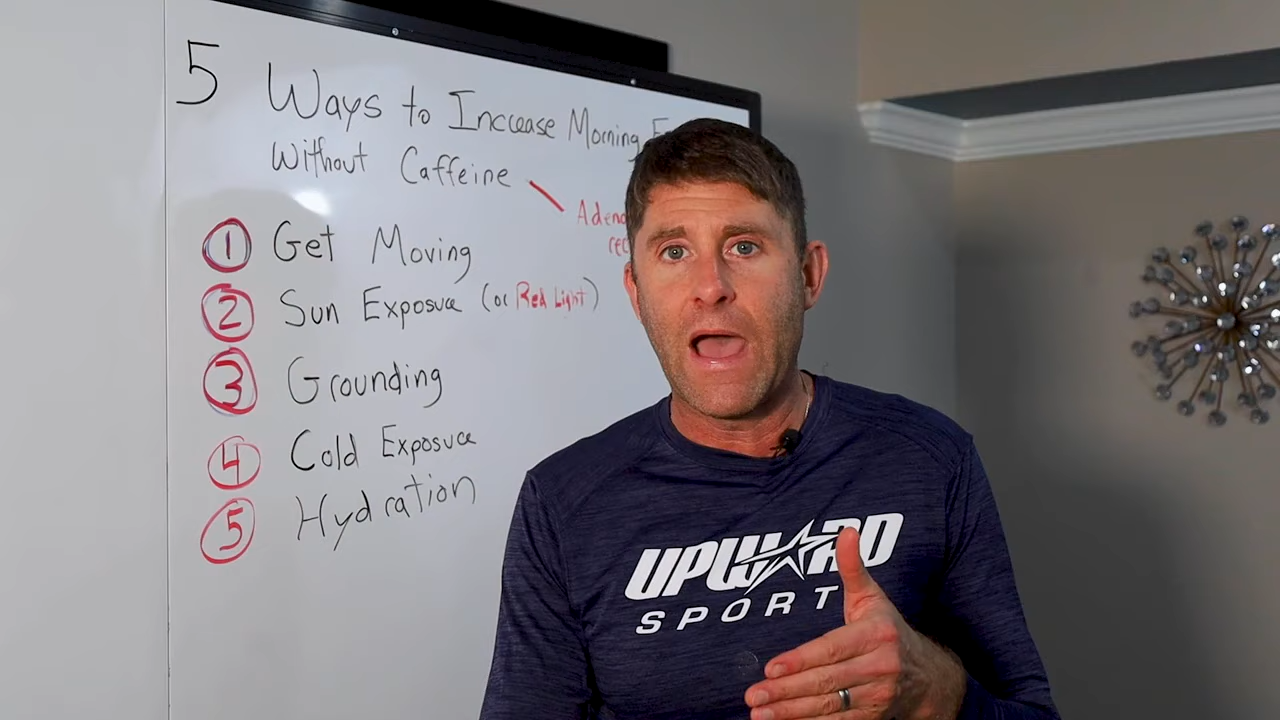 5 Ways to Increase Morning
Without Caffeine
1 Get Moving
2 Sun Exposure (or Red Light)
3 Grounding
4 Cold Exposure
5 Hydration
UPWARD
SPORTS